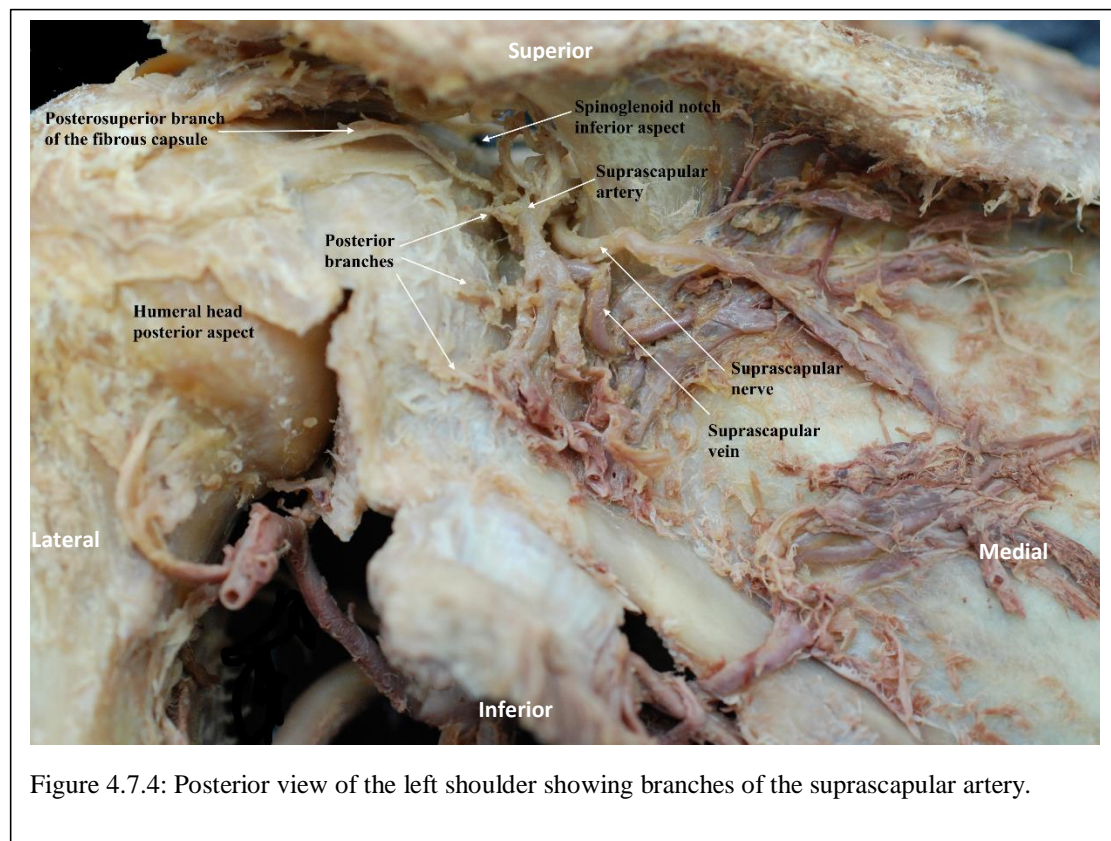 Superior
Posterosuperior branch
of the fibrous capsule
Spinoglenoid notch
inferior aspect
Suprascapular
artery
Posterior
branches
Humeral head
posterior aspect
Suprascapular
nerve
Suprascapular
vein
Lateral
Medial
Inferior
Figure 4.7.4: Posterior view of the left shoulder showing branches of the suprascapular artery.